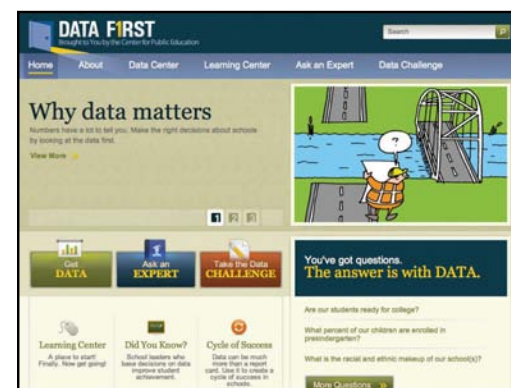 DATA F1RST
Brought to You by the Center for Public Education
Search
Home About Data Center Learning Center Ask an Expert Data Challenge
Why data matters
Numbers have a lot to tell you. Make the right decisions about schools
by looking at the data first.
View More
?
1 2 3
Get
DATA
Ask an
EXPERT
Take the Data
CHALLENGE
You've got questions.
The answer is with DATA.
Are our students ready for college?
What percent of our children are enrolled in
prekindergarten?
What is the racial and ethnic makeup of our school(s)?
More Questions
Learning Center
A place to start!
Finally. Now get going!
Did You Know?
School leaders who
base decisions on data
improve student
achievement.
Cycle of Success
Data can be much
more than a report
card. Use it to create a
cycle of success in
schools.